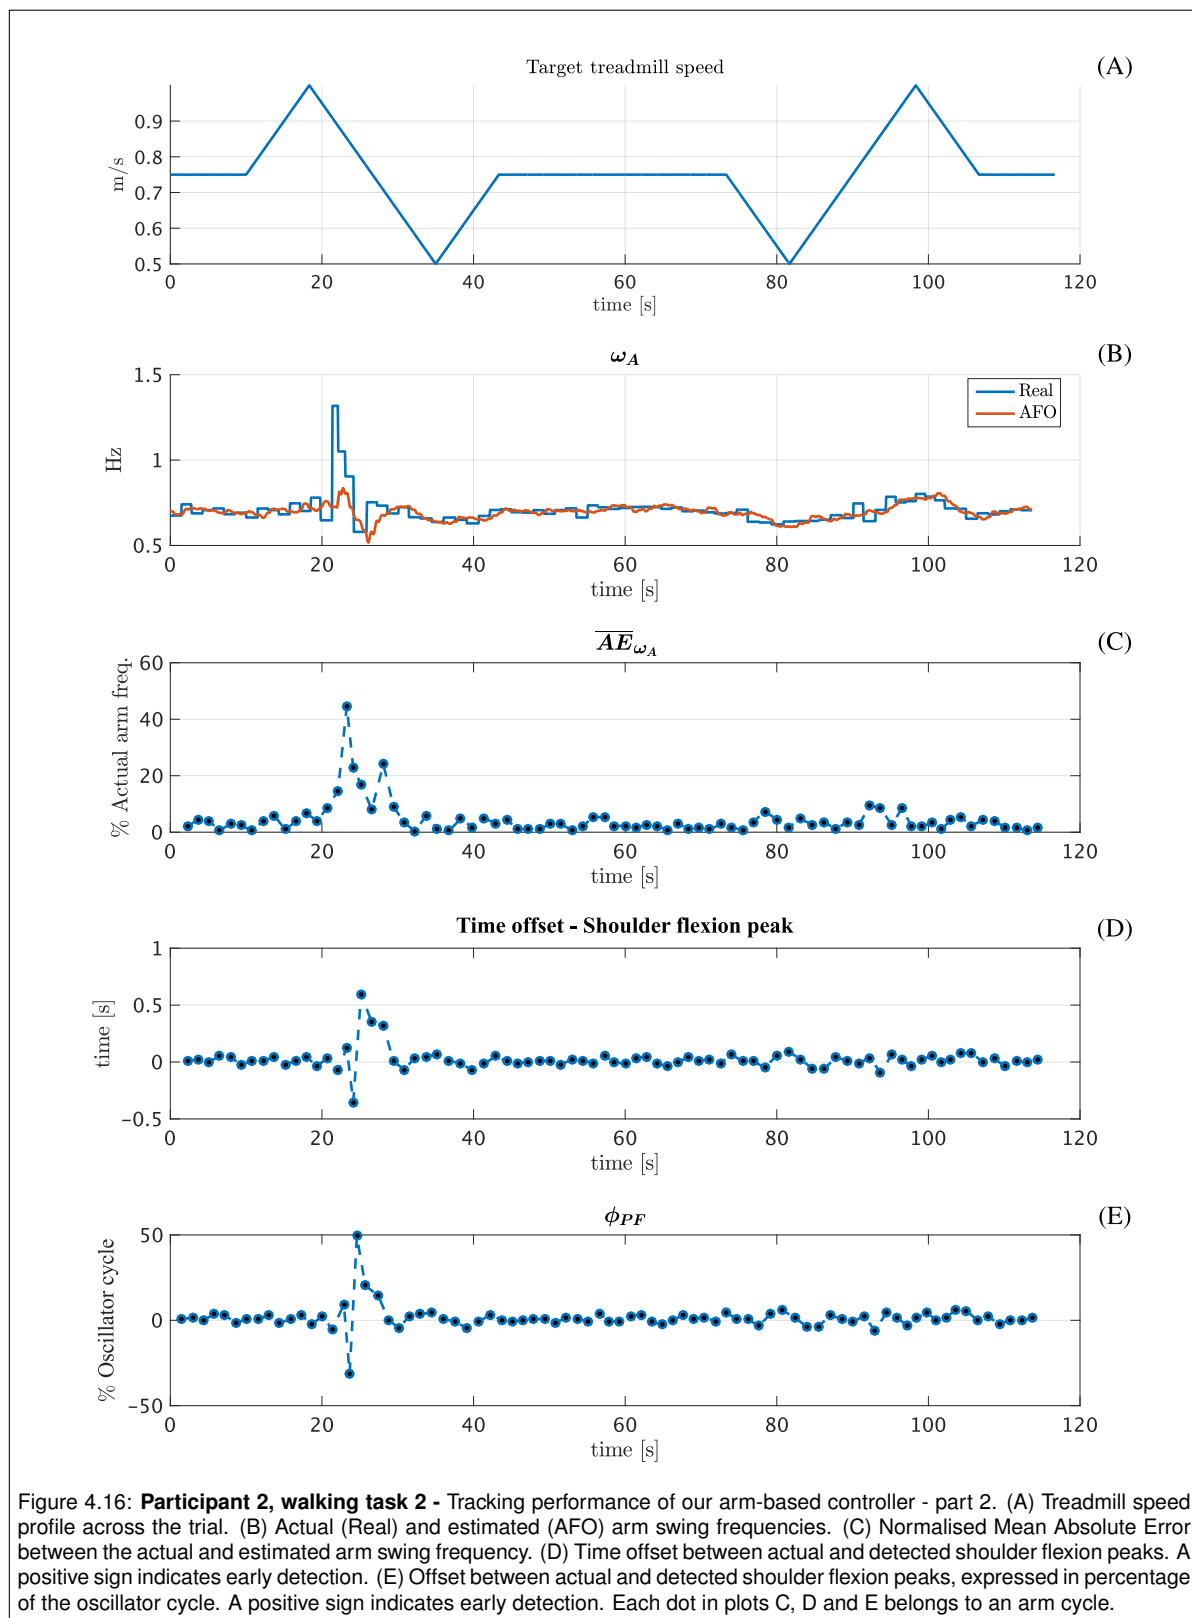 Target treadmill speed
(A)
0.9
0.8
0.7
0.6
0.5
m/s
0 20 40 60 80 100 120
time [s]
ω_A
(B)
1.5
1
0.5
Hz
Real
AFO
0 20 40 60 80 100 120
time [s]
A̅E̅_ω_A
(C)
60
40
20
0
% Actual arm freq.
0 20 40 60 80 100 120
time [s]
Time offset - Shoulder flexion peak
(D)
1
0.5
0
−0.5
time [s]
0 20 40 60 80 100 120
time [s]
ϕ_PF
(E)
50
0
−50
% Oscillator cycle
0 20 40 60 80 100 120
time [s]
Figure 4.16: Participant 2, walking task 2 - Tracking performance of our arm-based controller - part 2. (A) Treadmill speed
profile across the trial. (B) Actual (Real) and estimated (AFO) arm swing frequencies. (C) Normalised Mean Absolute Error
between the actual and estimated arm swing frequency. (D) Time offset between actual and detected shoulder flexion peaks. A
positive sign indicates early detection. (E) Offset between actual and detected shoulder flexion peaks, expressed in percentage
of the oscillator cycle. A positive sign indicates early detection. Each dot in plots C, D and E belongs to an arm cycle.